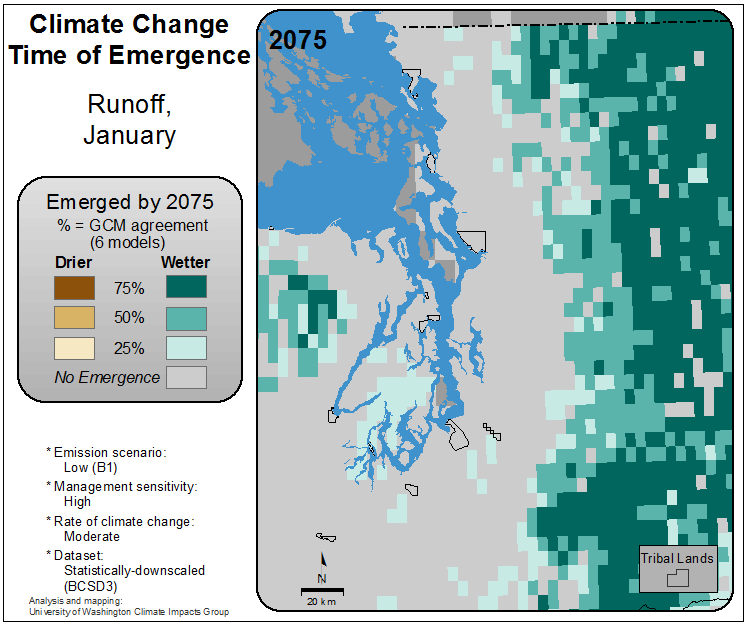 Climate Change
Time of Emergence
Runoff,
January
Emerged by 2075
% = GCM agreement
(6 models)
Drier Wetter
75%
50%
25%
No Emergence
* Emission scenario:
Low (B1)
* Management sensitivity:
High
* Rate of climate change:
Moderate
* Dataset:
Statistically-downscaled
(BCSD3)
Analysis and mapping:
University of Washington Climate Impacts Group
2075
N
20 km
Tribal Lands